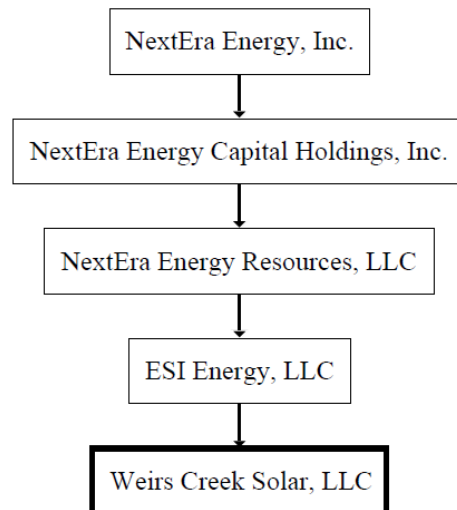 NextEra Energy, Inc.
NextEra Energy Capital Holdings, Inc.
NextEra Energy Resources, LLC
ESI Energy, LLC
Weirs Creek Solar, LLC